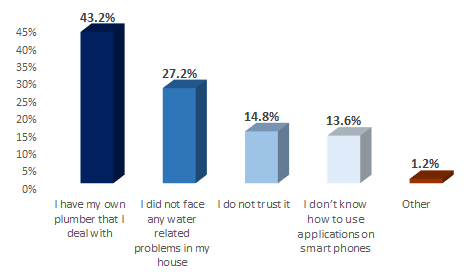 43.2%
27.2%
14.8%
13.6%
1.2%
45%
40%
35%
30%
25%
20%
15%
10%
5%
0%
I have my own
plumber that I
deal with
I did not face
any water
related
problems in my
house
I do not trust it
I don't know
how to use
applications on
smart phones
Other